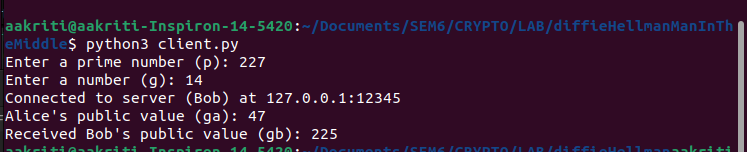 aakriti@aakriti-Inspiron-14-5420:~/Documents/SEM6/CRYPTO/LAB/diffieHellmanManInTh
eMiddle$ python3 client.py
Enter a prime number (p): 227
Enter a number (g): 14
Connected to server (Bob) at 127.0.0.1:12345
Alice's public value (ga): 47
Received Bob's public value (gb): 225
aakriti@aakriti-Inspiron-14-5420:~/Documents/SEM6/CRYPTO/LAB/diffieHellmanaakriti